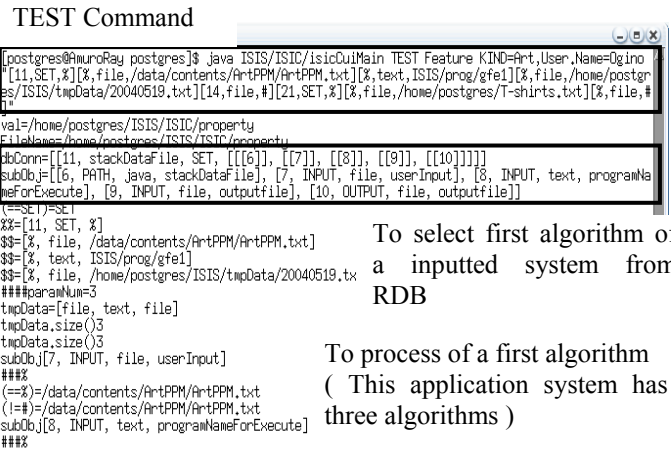 TEST Command
[postgres@AmuroRay postgres]$ java ISIS/ISIC/isicCuiMain TEST Feature KIND=Art,User.Name=Ogino
"[11,SET,%][%,file,/data/contents/ArtPPM/ArtPPM.txt][%,text,ISIS/prog/gfe1][%,file,/home/postgr
es/ISIS/tmpData/20040519.txt][14,file,#][21,SET,%][%,file,/home/postgres/T-shirts.txt][%,file,#
]"
val=/home/postgres/ISIS/ISIC/property
FileName=/home/postgres/ISIS/ISIC/property
dbConn=[[11, stackDataFile, SET, [[[6]], [[7]], [[8]], [[9]], [[10]]]]]
subObj=[[6, PATH, java, stackDataFile], [7, INPUT, file, userInput], [8, INPUT, text, programNa
meForExecute], [9, INPUT, file, outputfile], [10, OUTPUT, file, outputfile]]
(==SET)=SET
%%=[11, SET, %]
$$=[%, file, /data/contents/ArtPPM/ArtPPM.txt]
$$=[%, text, ISIS/prog/gfe1]
$$=[%, file, /home/postgres/ISIS/tmpData/20040519.tx
####paramNum=3
tmpData=[file, text, file]
tmpData.size()3
tmpData.size()3
subObj[7, INPUT, file, userInput]
###%
(==%)=/data/contents/ArtPPM/ArtPPM.txt
(!=#)=/data/contents/ArtPPM/ArtPPM.txt
subObj[8, INPUT, text, programNameForExecute]
###%
To select first algorithm of
a inputted system from
RDB
To process of a first algorithm
( This application system has
three algorithms )